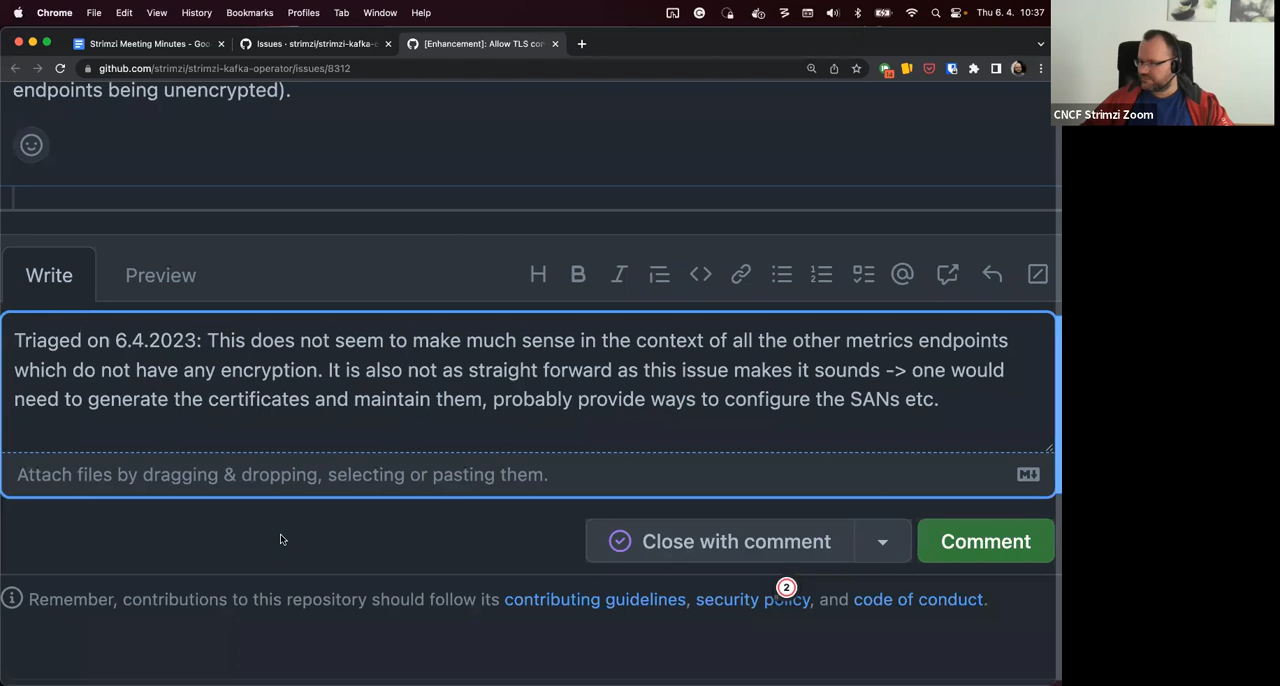 Chrome File Edit View History Bookmarks Profiles Tab Window Help Thu 6. 4. 10:37
Strimzi Meeting Minutes - Goo
Issues · strimzi/strimzi-kafka-o
[Enhancement]: Allow TLS con
github.com/strimzi/strimzi-kafka-operator/issues/8312
14
CNCF Strimzi Zoom
endpoints being unencrypted).
Write Preview
Triaged on 6.4.2023: This does not seem to make much sense in the context of all the other metrics endpoints
which do not have any encryption. It is also not as straight forward as this issue makes it sounds -> one would
need to generate the certificates and maintain them, probably provide ways to configure the SANs etc.
Attach files by dragging & dropping, selecting or pasting them.
Close with comment
Comment
2
Remember, contributions to this repository should follow its contributing guidelines, security policy, and code of conduct.